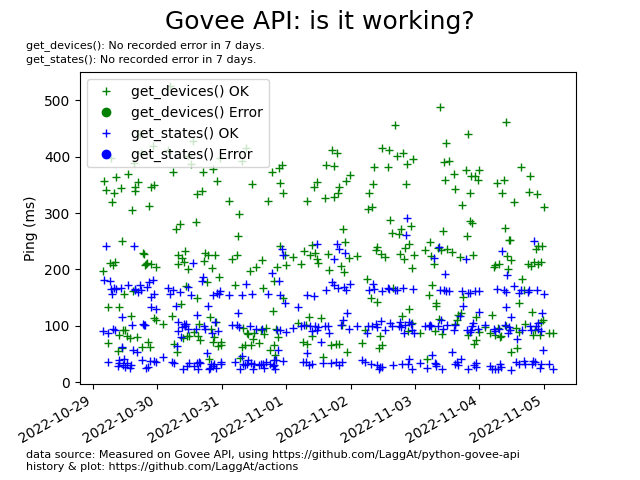 Govee API: is it working?
get_devices(): No recorded error in 7 days.
get_states(): No recorded error in 7 days.
get_devices() OK
get_devices() Error
get_states() OK
get_states() Error
Ping (ms)
500
400
300
200
100
0
2022-10-29
2022-10-30
2022-10-31
2022-11-01
2022-11-02
2022-11-03
2022-11-04
2022-11-05
data source: Measured on Govee API, using https://github.com/LaggAt/python-govee-api
history & plot: https://github.com/LaggAt/actions